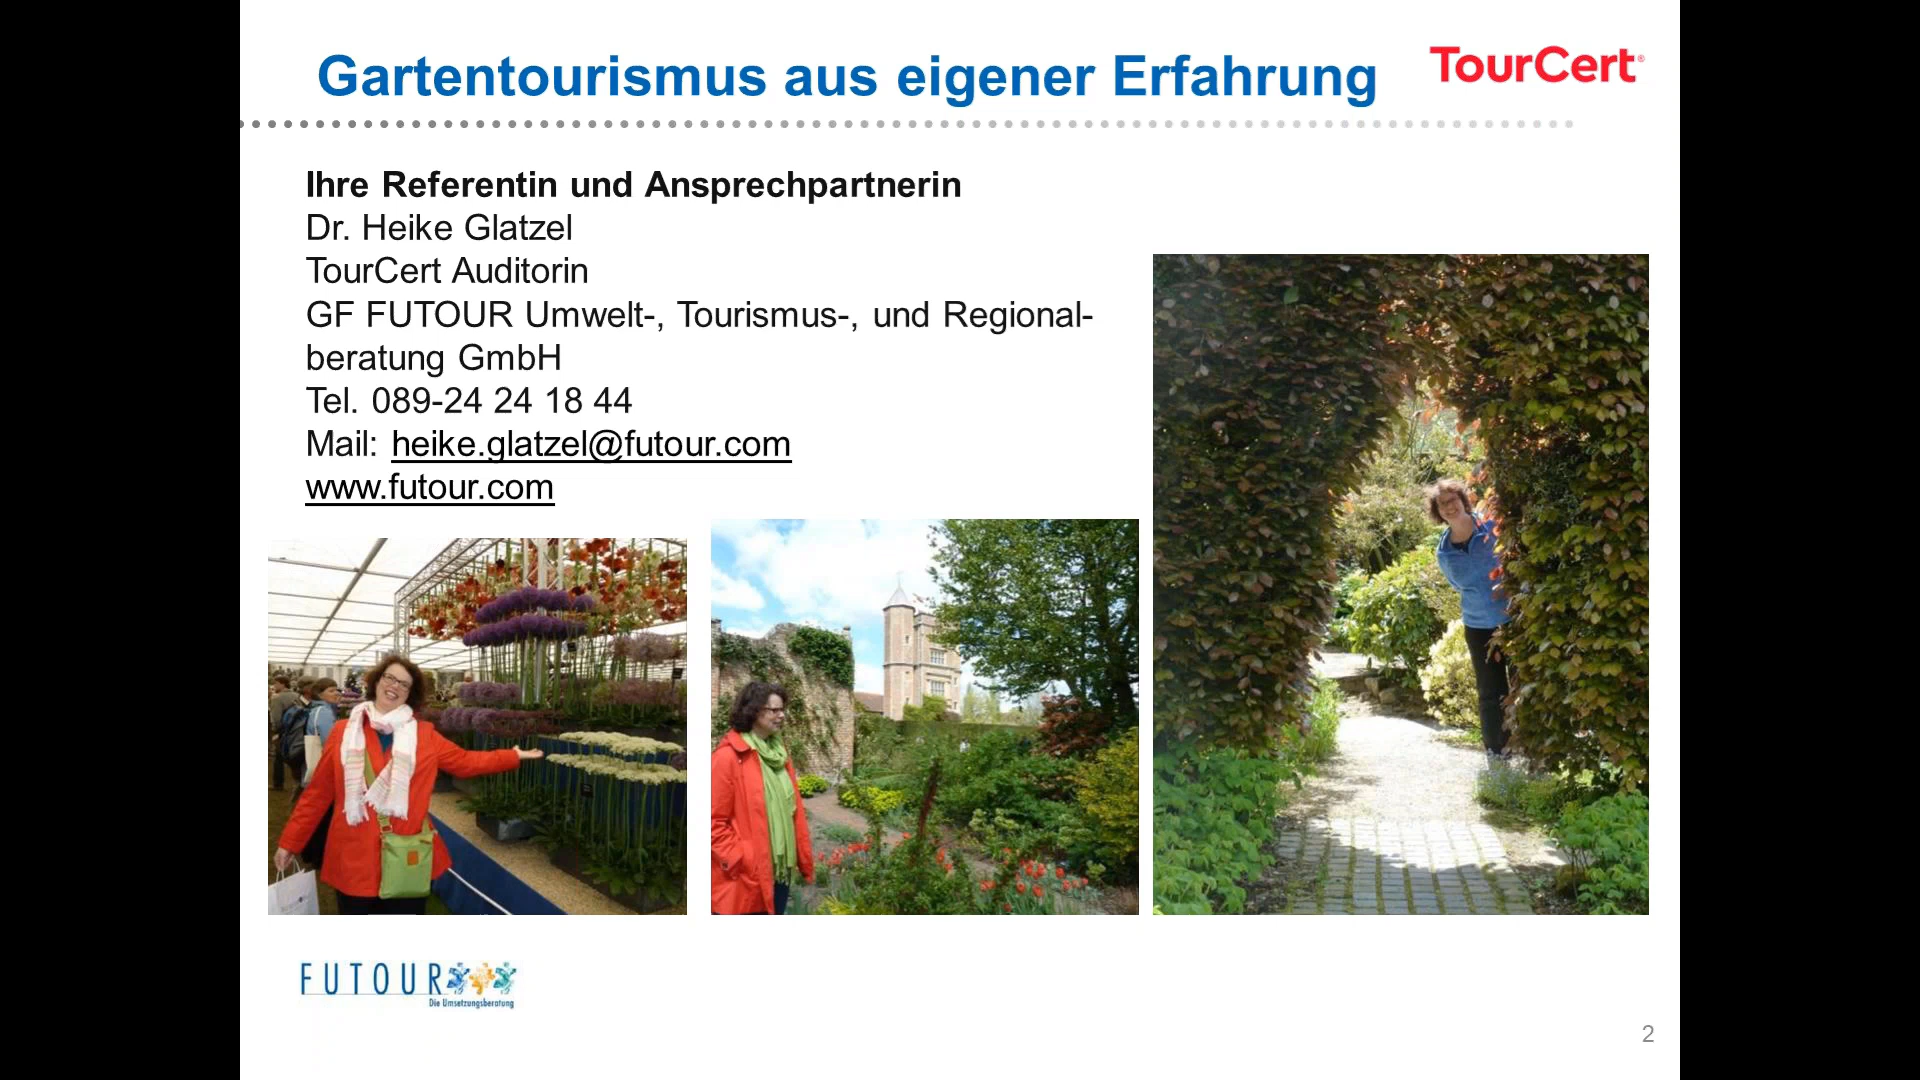 Gartentourismus aus eigener Erfahrung
TourCert®
Ihre Referentin und Ansprechpartnerin
Dr. Heike Glatzel
TourCert Auditorin
GF FUTOUR Umwelt-, Tourismus-, und Regional-
beratung GmbH
Tel. 089-24 24 18 44
Mail: heike.glatzel@futour.com
www.futour.com
FUTOUR
Die Umsetzungsberatung
2